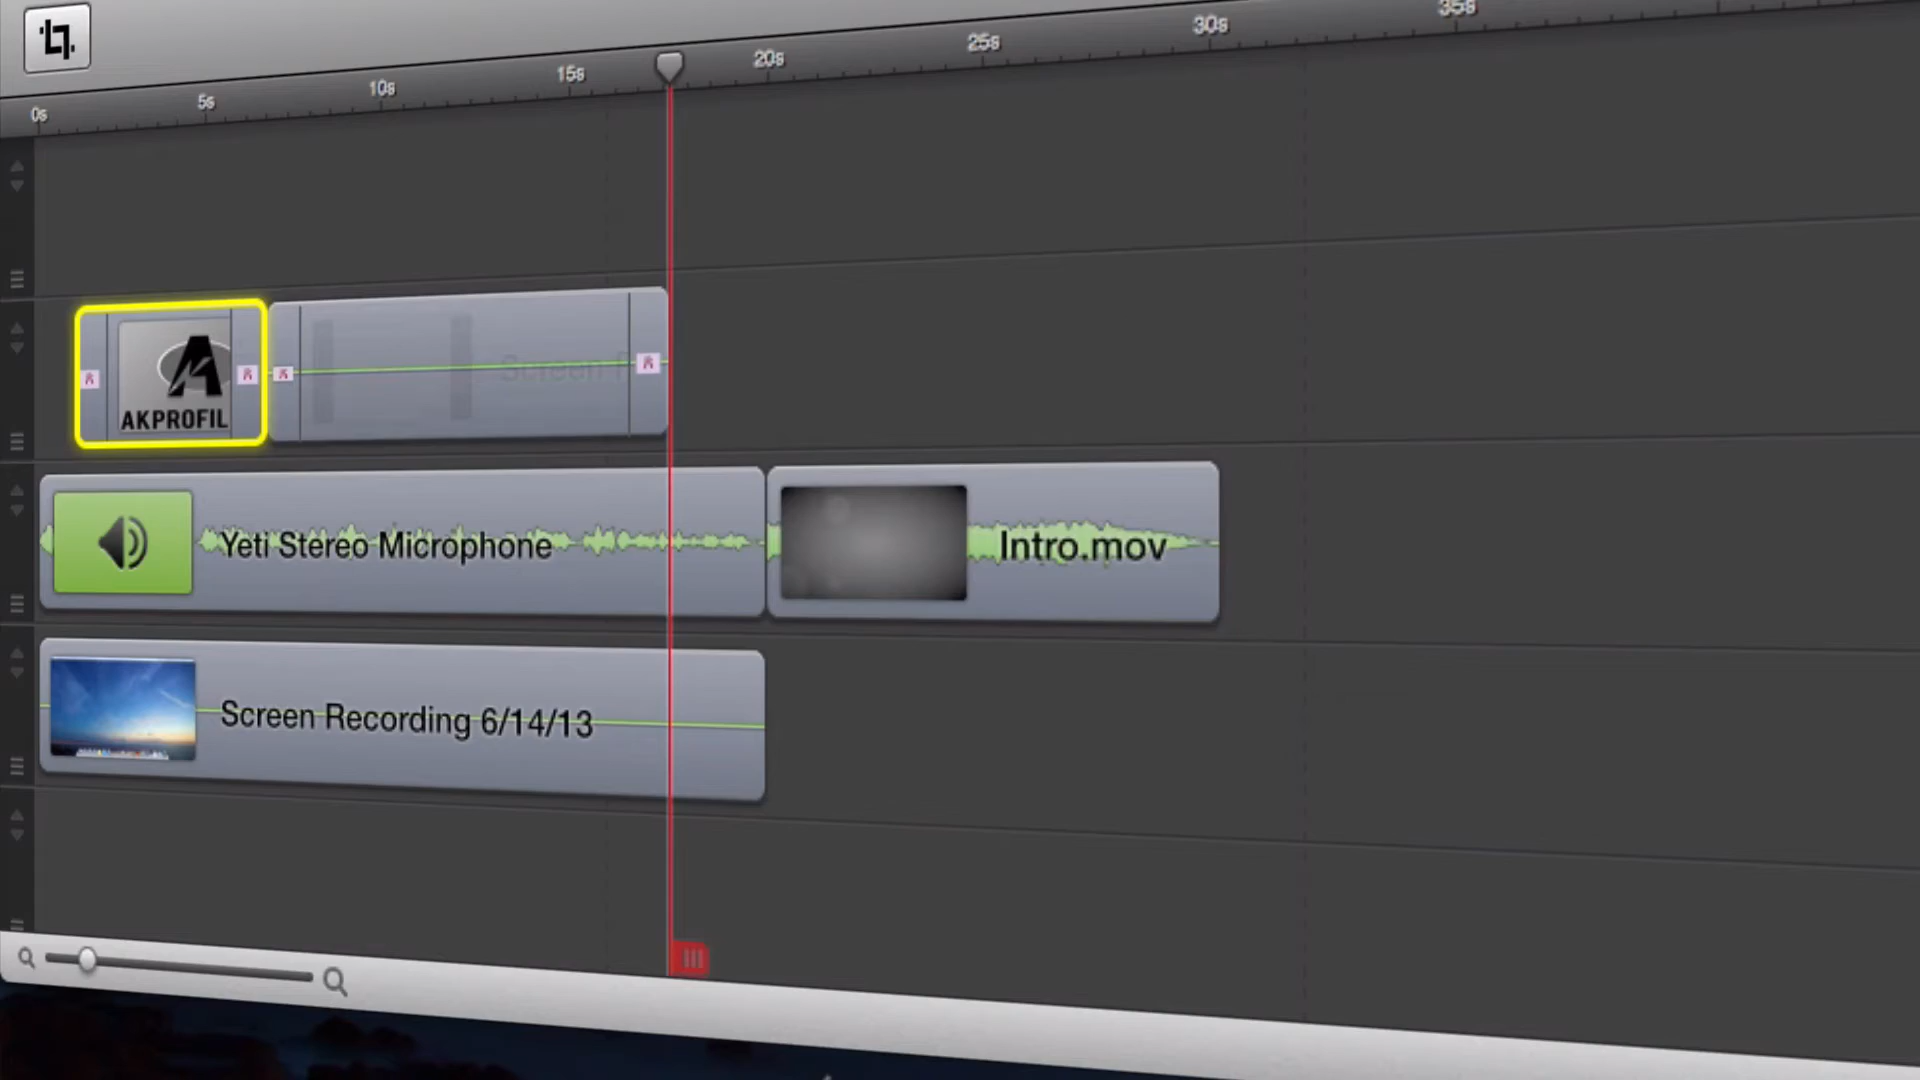 0s 5s 10s 15s 20s 25s 30s 35s
AKPROFIL
Screen
Yeti Stereo Microphone
Intro.mov
Screen Recording 6/14/13